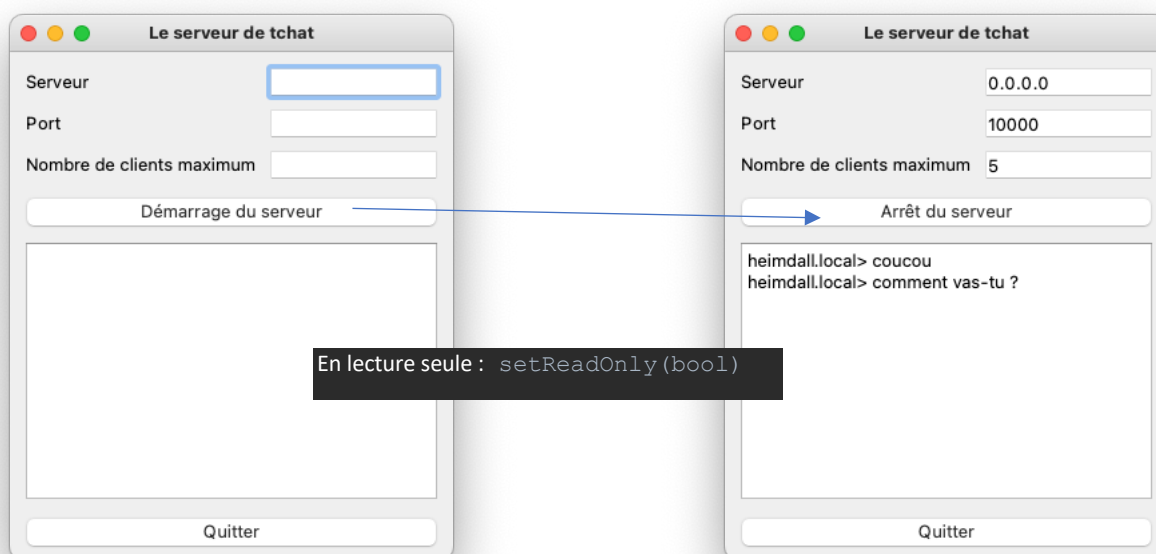 Le serveur de tchat
Serveur
Port
Nombre de clients maximum
Démarrage du serveur
Quitter
En lecture seule : setReadOnly(bool)
Le serveur de tchat
Serveur 0.0.0.0
Port 10000
Nombre de clients maximum 5
Arrêt du serveur
heimdall.local> coucou
heimdall.local> comment vas-tu ?
Quitter